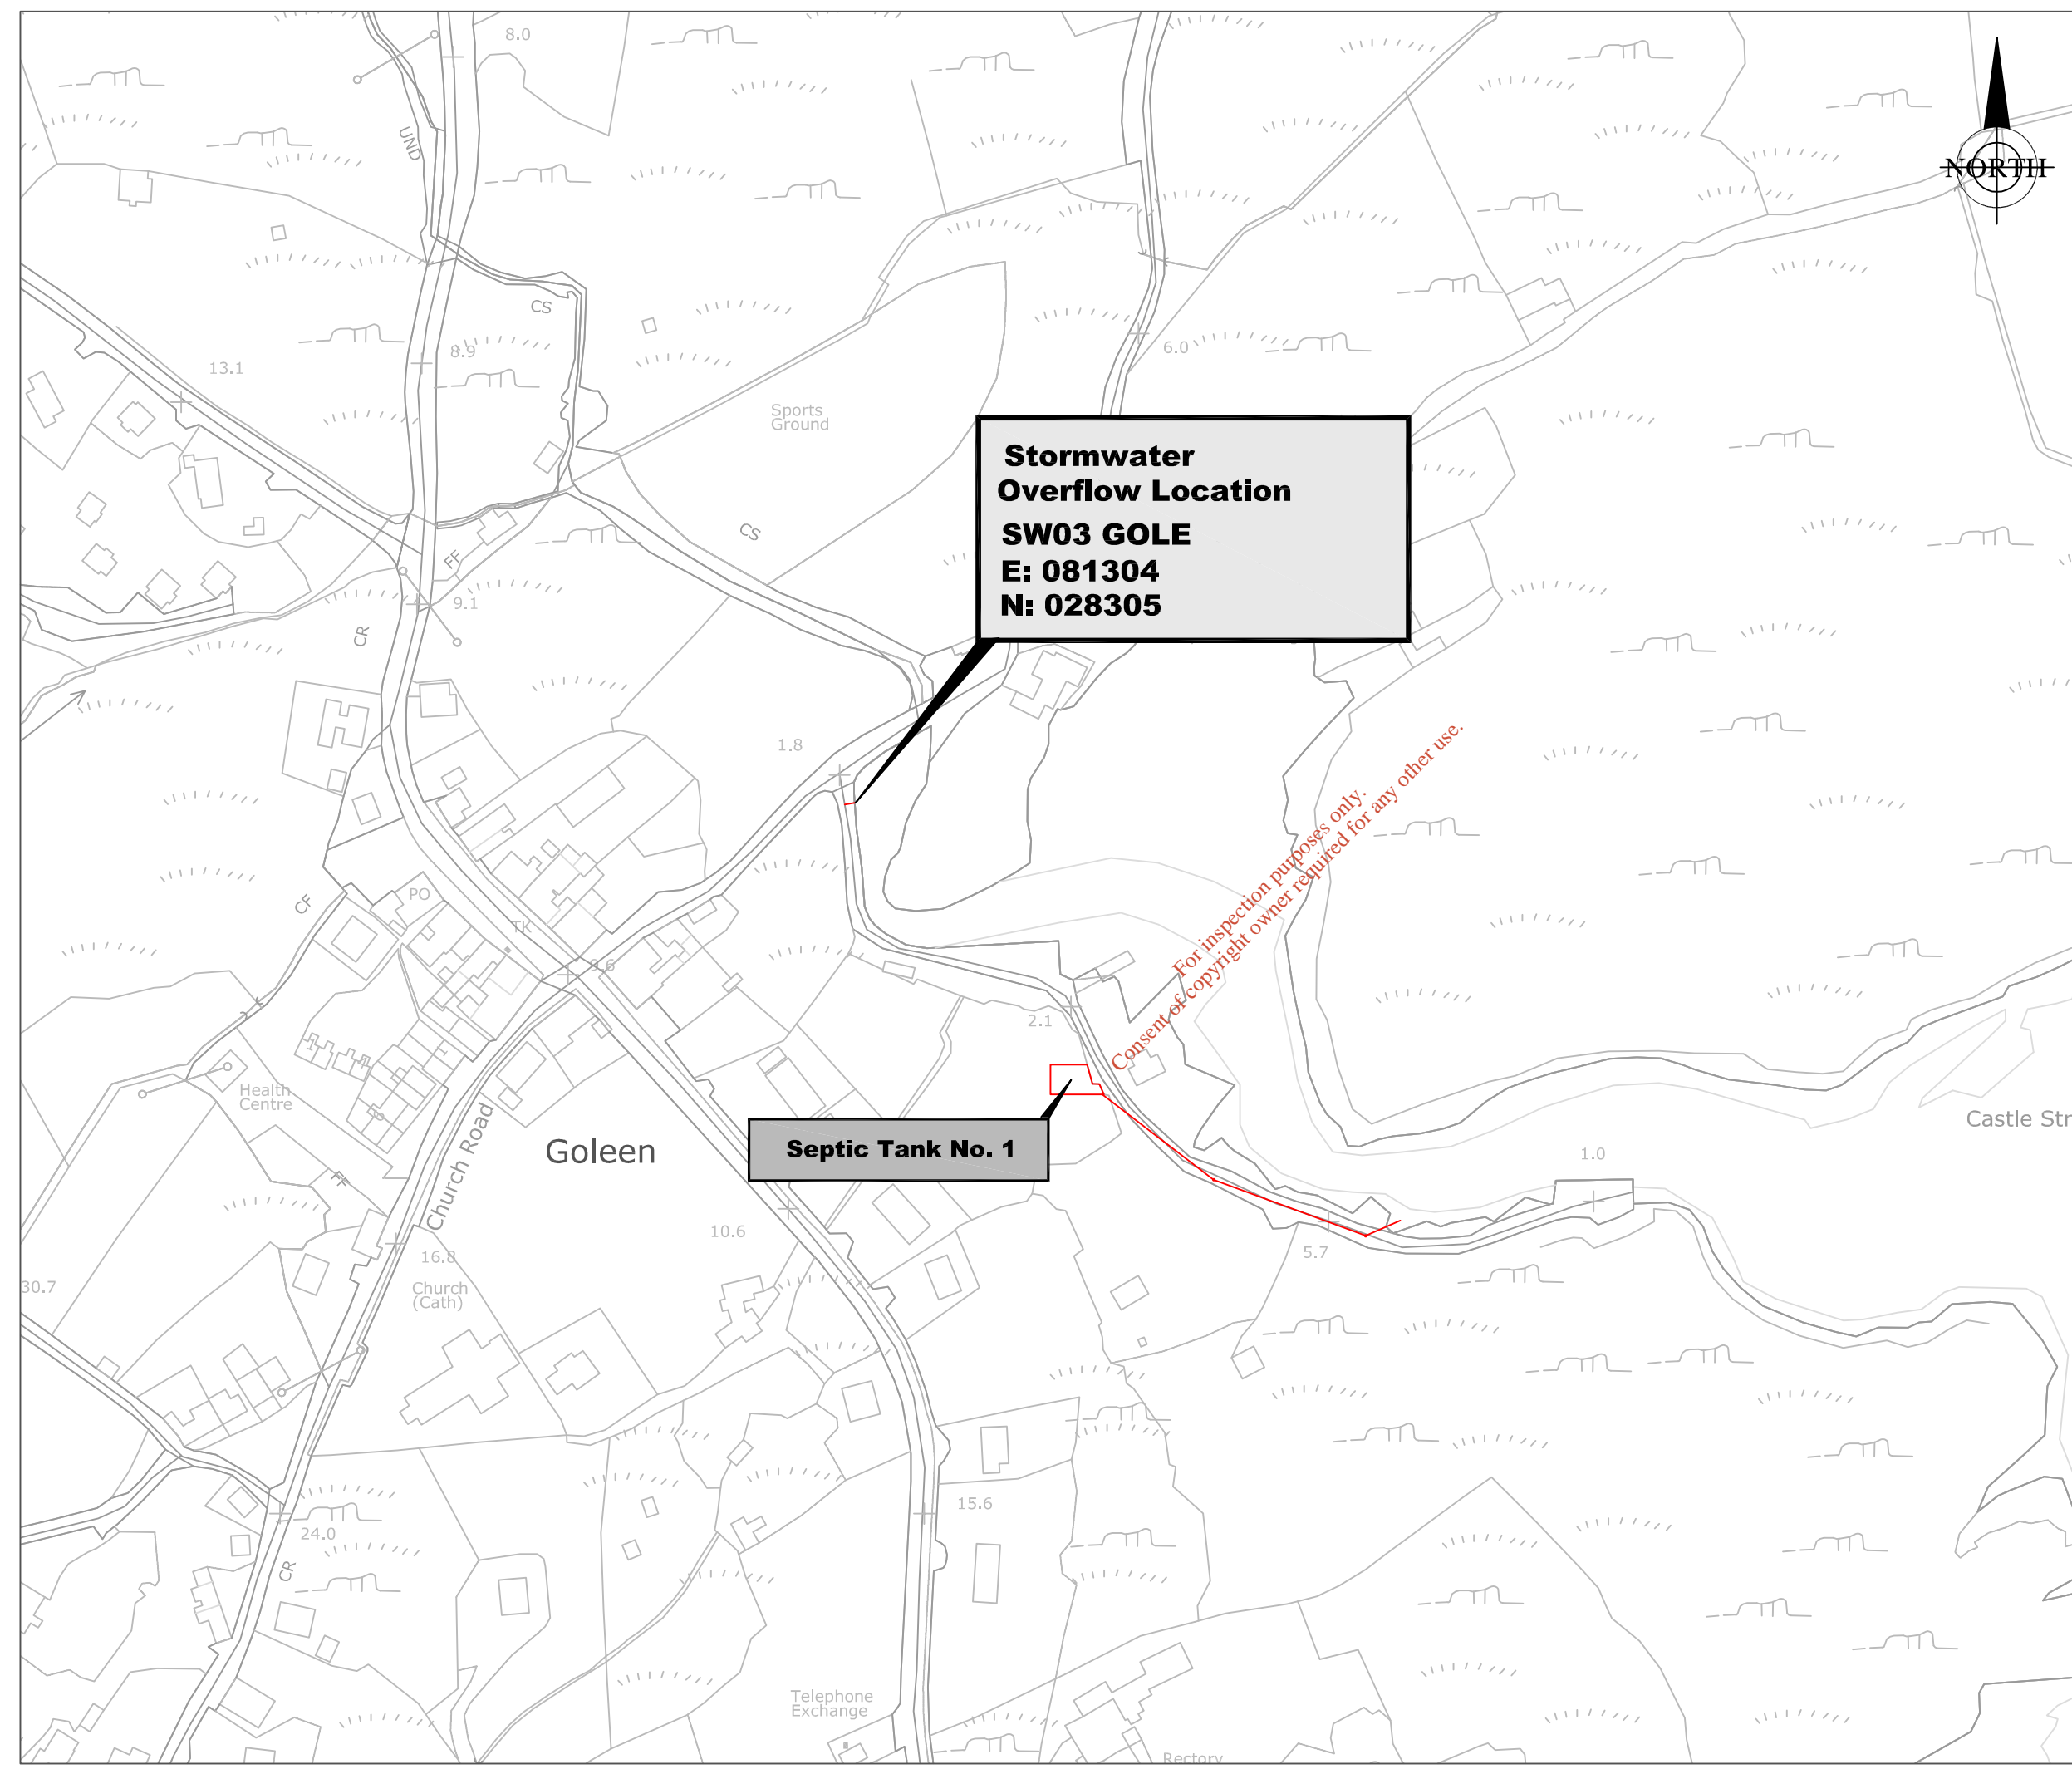 8.0
UND
NORTH
CS
8.9
6.0
13.1
Sports
Ground
Stormwater
Overflow Location
SW03 GOLE
E: 081304
N: 028305
CS
FF
9.1
CR
1.8
For inspection purposes only.
Consent of copyright owner required for any other use.
PO
CF
TK
9.6
2.1
Health
Centre
Castle Str
Church Road
Goleen
Septic Tank No. 1
1.0
FF
10.6
5.7
16.8
30.7
Church
(Cath)
15.6
24.0
CR
Telephone
Exchange
Rectory